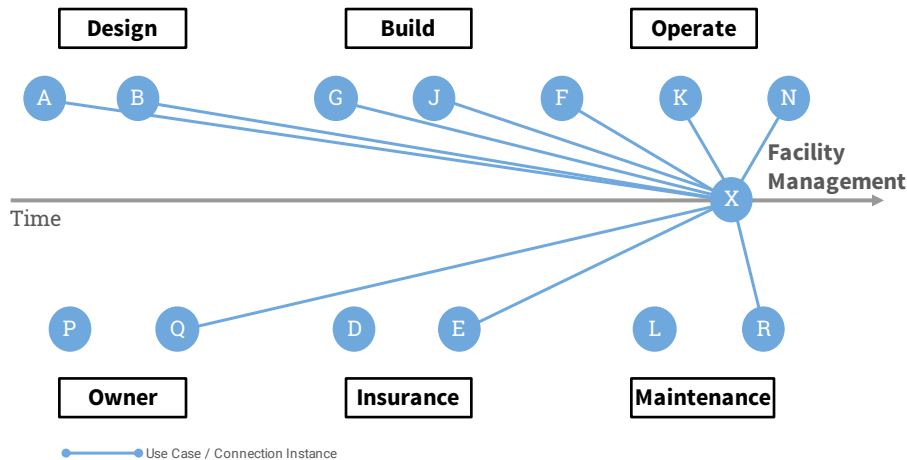 Design
Build
Operate
A
B
G
J
F
K
N
Facility
Management
X
Time
P
Q
D
E
L
R
Owner
Insurance
Maintenance
Use Case / Connection Instance